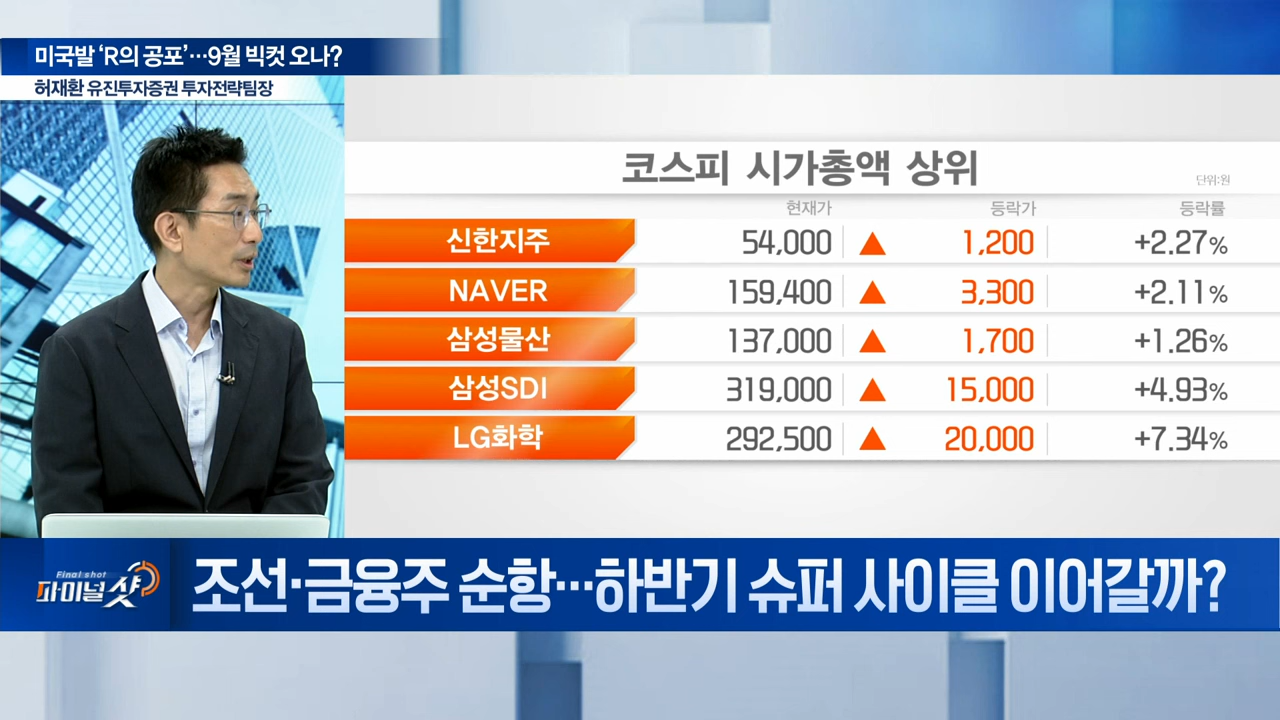 미국발 ‘R의 공포’…9월 빅컷 오나?
허재환 유진투자증권 투자전략팀장
코스피 시가총액 상위
단위:원
현재가 등락가 등락률
신한지주 54,000 ▲ 1,200 +2.27%
NAVER 159,400 ▲ 3,300 +2.11%
삼성물산 137,000 ▲ 1,700 +1.26%
삼성SDI 319,000 ▲ 15,000 +4.93%
LG화학 292,500 ▲ 20,000 +7.34%
Final shot
파이널 샷
조선·금융주 순항…하반기 슈퍼 사이클 이어갈까?